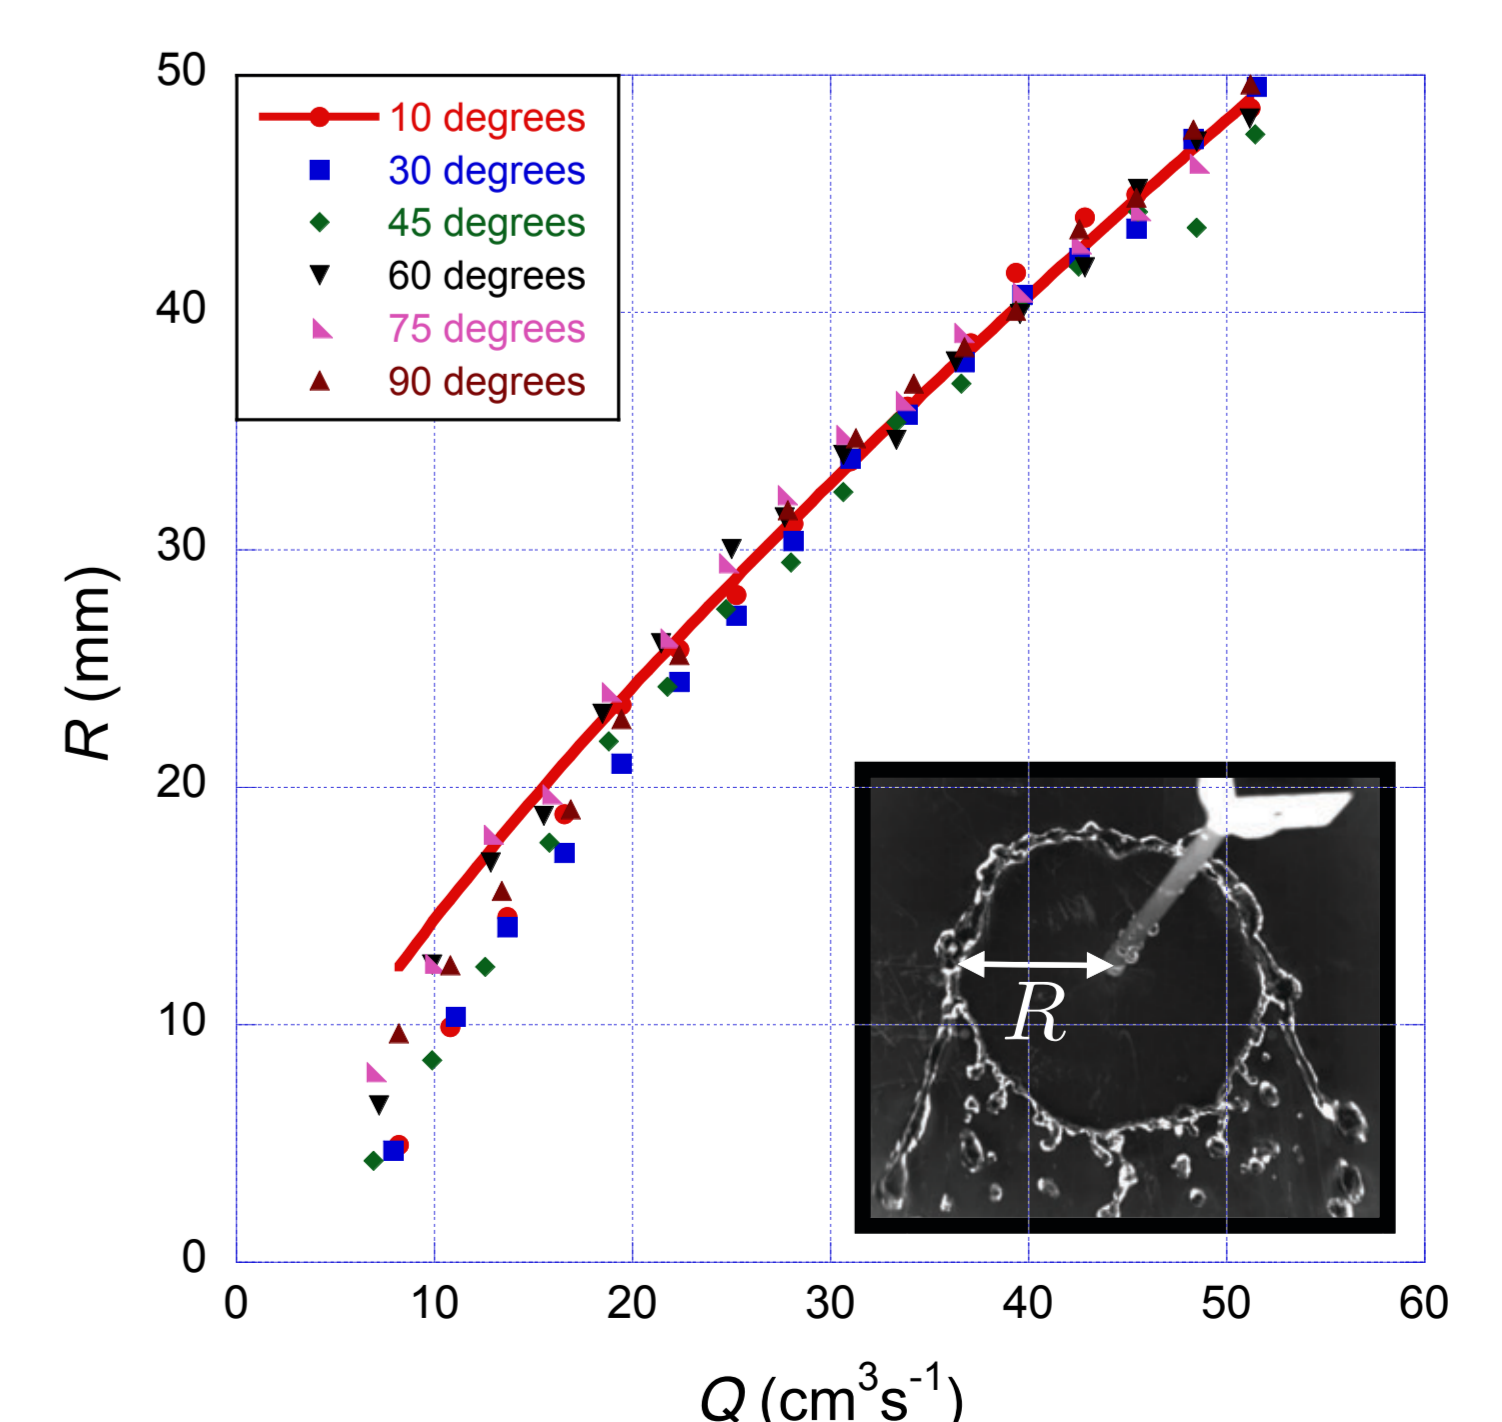 50
10 degrees
30 degrees
45 degrees
60 degrees
75 degrees
90 degrees
40
30
20
10
0
R (mm)
R
0 10 20 30 40 50 60
Q (cm³s⁻¹)